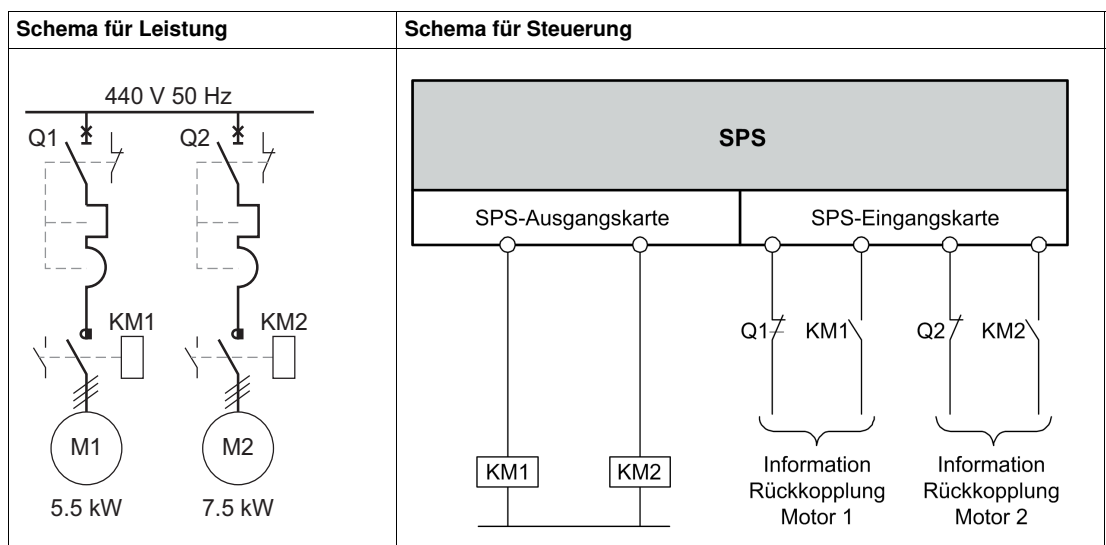 Schema für Leistung
Schema für Steuerung
440 V 50 Hz
Q1
Q2
KM1
KM2
M1
M2
5.5 kW
7.5 kW
SPS
SPS-Ausgangskarte
SPS-Eingangskarte
Q1
KM1
Q2
KM2
KM1
KM2
Information
Rückkopplung
Motor 1
Information
Rückkopplung
Motor 2